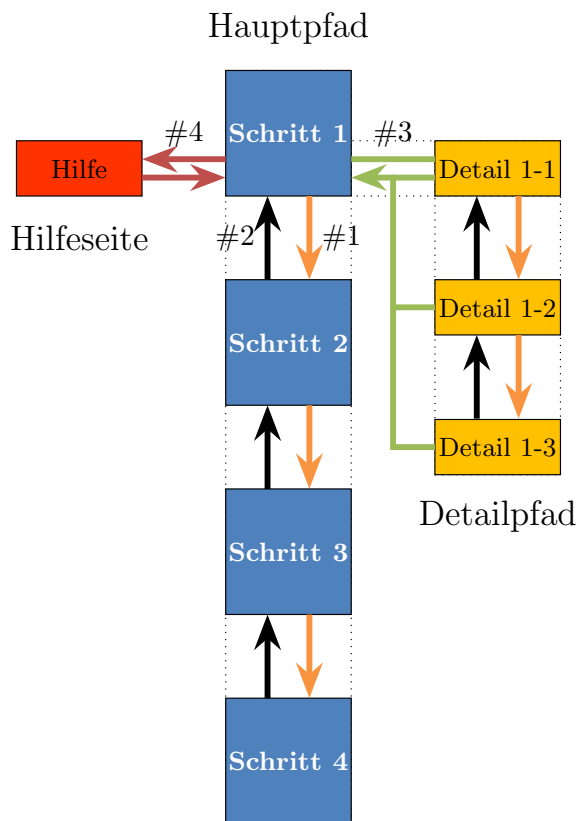 Hauptpfad
Schritt 1
#4
#3
Hilfe
Detail 1-1
Hilfeseite
#2
#1
Schritt 2
Detail 1-2
Detail 1-3
Detailpfad
Schritt 3
Schritt 4